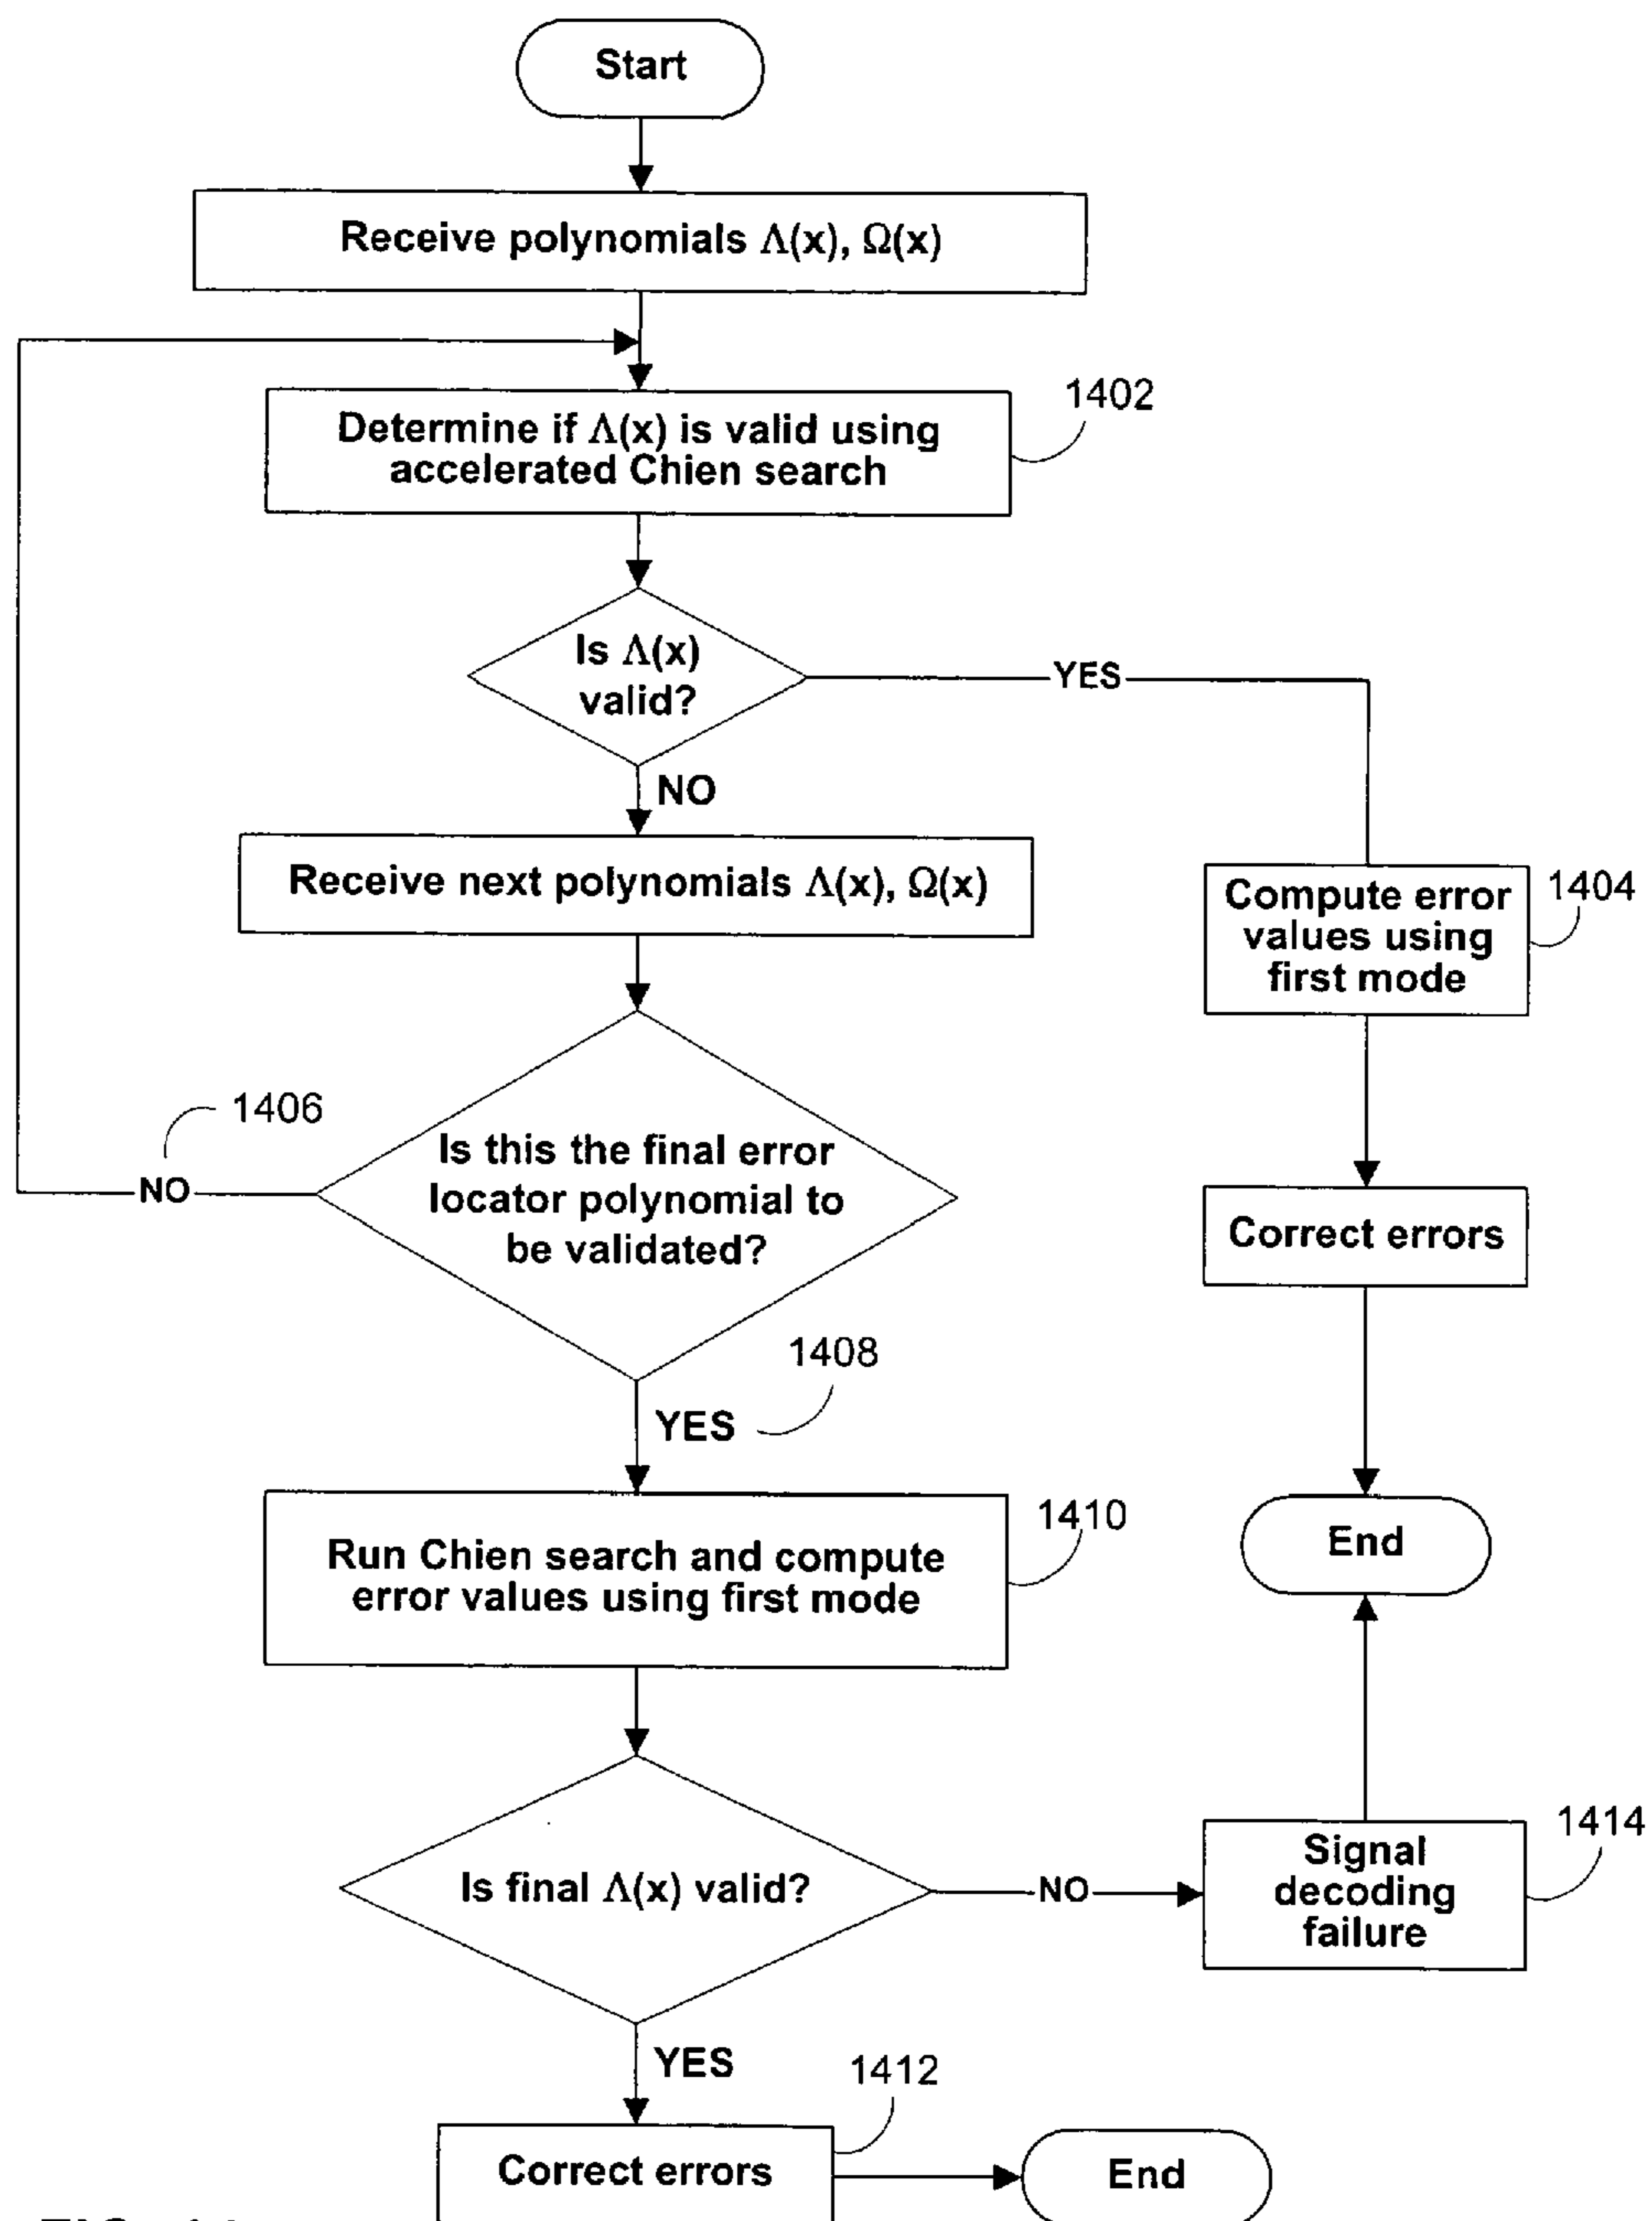 Start
Receive polynomials Λ(x), Ω(x)
1402
Determine if Λ(x) is valid using
accelerated Chien search
Is Λ(x)
valid?
YES
NO
Receive next polynomials Λ(x), Ω(x)
1404
Compute error
values using
first mode
1406
NO
Is this the final error
locator polynomial to
be validated?
Correct errors
1408
YES
1410
Run Chien search and compute
error values using first mode
End
Is final Λ(x) valid?
NO
1414
Signal
decoding
failure
YES
1412
Correct errors
End